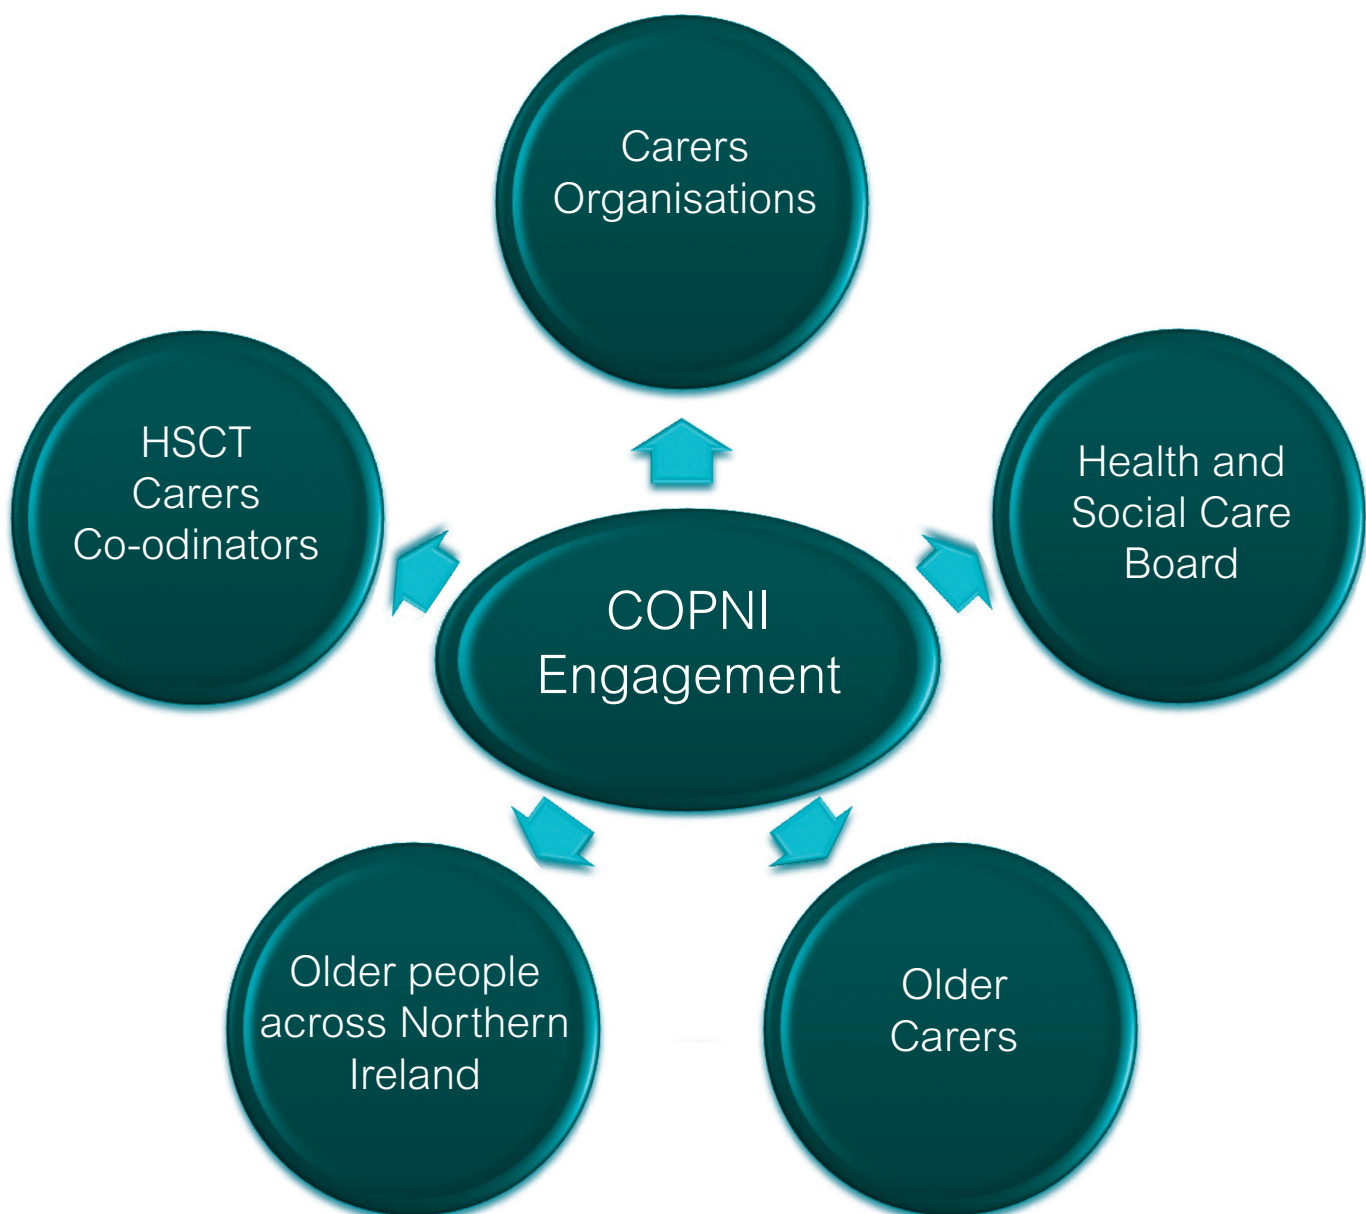 Carers
Organisations
HSCT
Carers
Co-odinators
Health and
Social Care
Board
COPNI
Engagement
Older people
across Northern
Ireland
Older
Carers